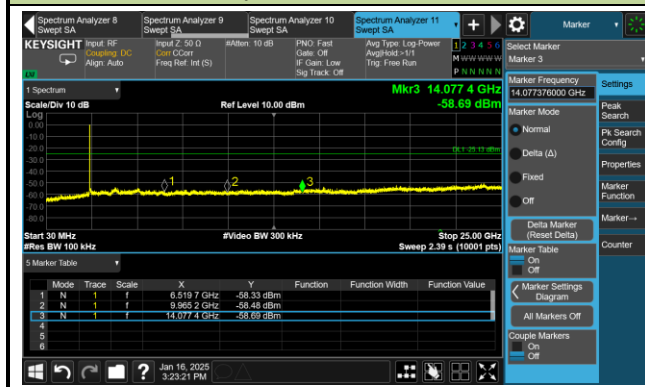 Spectrum Analyzer 8
Swept SA
Spectrum Analyzer 9
Swept SA
Spectrum Analyzer 10
Swept SA
Spectrum Analyzer 11
Swept SA
Marker
KEYSIGHT
Input: RF
Coupling: DC
Align: Auto
Input Z: 50 Ω
Corr CCorr
Freq Ref: Int (S)
#Atten: 10 dB
PNO: Fast
Gate: Off
IF Gain: Low
Sig Track: Off
Avg Type: Log-Power
Avg|Hold:>1/1
Trig: Free Run
1 2 3 4 5 6
M W W W W W
P N N N N N
Select Marker
Marker 3
1 Spectrum
Mkr3 14.077 4 GHz
Scale/Div 10 dB
Ref Level 10.00 dBm
-58.69 dBm
Log
0.00
-10.0
-20.0
-30.0
-40.0
-50.0
-60.0
-70.0
-80.0
DL1 -25.13 dBm
1
2
3
Start 30 MHz
#Video BW 300 kHz
Stop 25.00 GHz
#Res BW 100 kHz
Sweep 2.39 s (10001 pts)
5 Marker Table
Mode Trace Scale X Y Function Function Width Function Value
1 N 1 f 6.519 7 GHz -58.33 dBm
2 N 1 f 9.965 2 GHz -58.48 dBm
3 N 1 f 14.077 4 GHz -58.69 dBm
4
5
6
Marker Frequency
14.077376000 GHz
Marker Mode
Normal
Delta (Δ)
Fixed
Off
Delta Marker
(Reset Delta)
Marker Table
On
Off
Marker Settings
Diagram
All Markers Off
Couple Markers
On
Off
Settings
Peak
Search
Pk Search
Config
Properties
Marker
Function
Marker→
Counter
Jan 16, 2025
3:23:21 PM